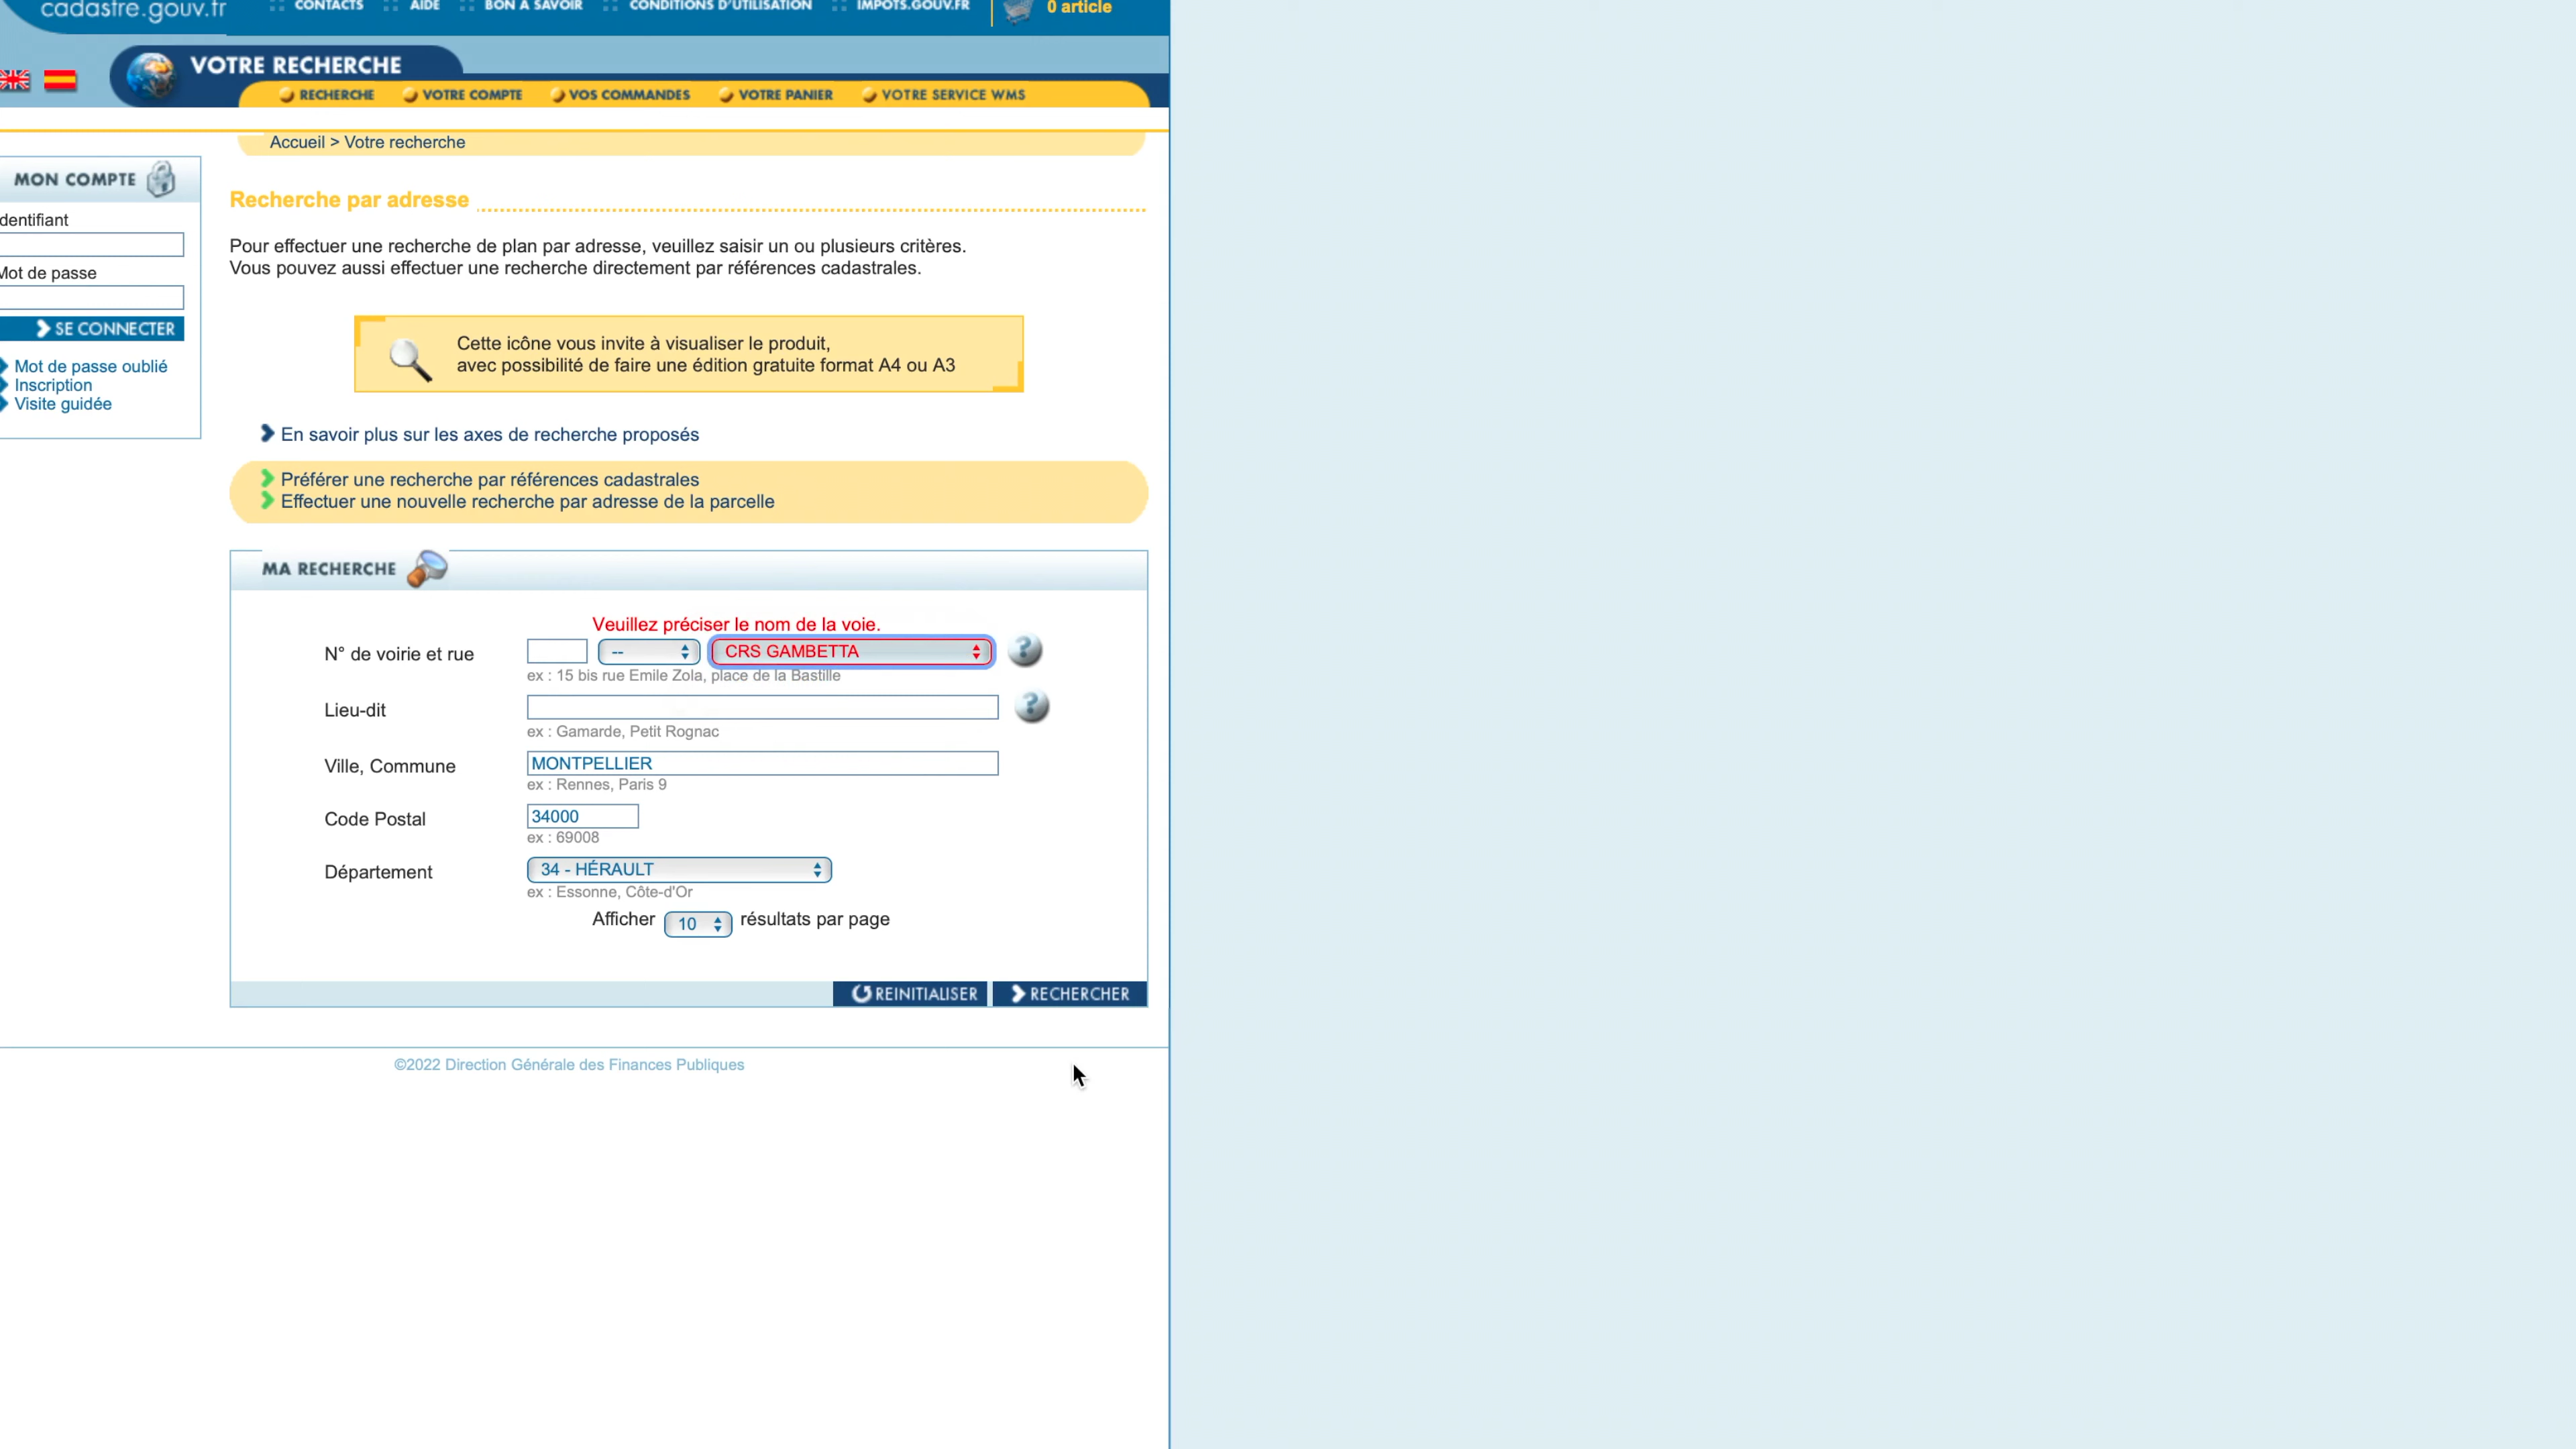 cadastre.gouv.fr
CONTACTS AIDE BON À SAVOIR CONDITIONS D'UTILISATION IMPOTS.GOUV.FR 0 article
VOTRE RECHERCHE
RECHERCHE VOTRE COMPTE VOS COMMANDES VOTRE PANIER VOTRE SERVICE WMS
Accueil > Votre recherche
MON COMPTE
dentifiant
Mot de passe
SE CONNECTER
Mot de passe oublié
Inscription
Visite guidée
Recherche par adresse
Pour effectuer une recherche de plan par adresse, veuillez saisir un ou plusieurs critères.
Vous pouvez aussi effectuer une recherche directement par références cadastrales.
Cette icône vous invite à visualiser le produit,
avec possibilité de faire une édition gratuite format A4 ou A3
En savoir plus sur les axes de recherche proposés
Préférer une recherche par références cadastrales
Effectuer une nouvelle recherche par adresse de la parcelle
MA RECHERCHE
Veuillez préciser le nom de la voie.
N° de voirie et rue -- CRS GAMBETTA ?
ex : 15 bis rue Emile Zola, place de la Bastille
Lieu-dit ?
ex : Gamarde, Petit Rognac
Ville, Commune MONTPELLIER
ex : Rennes, Paris 9
Code Postal 34000
ex : 69008
Département 34 - HÉRAULT
ex : Essonne, Côte-d'Or
Afficher 10 résultats par page
REINITIALISER RECHERCHER
©2022 Direction Générale des Finances Publiques